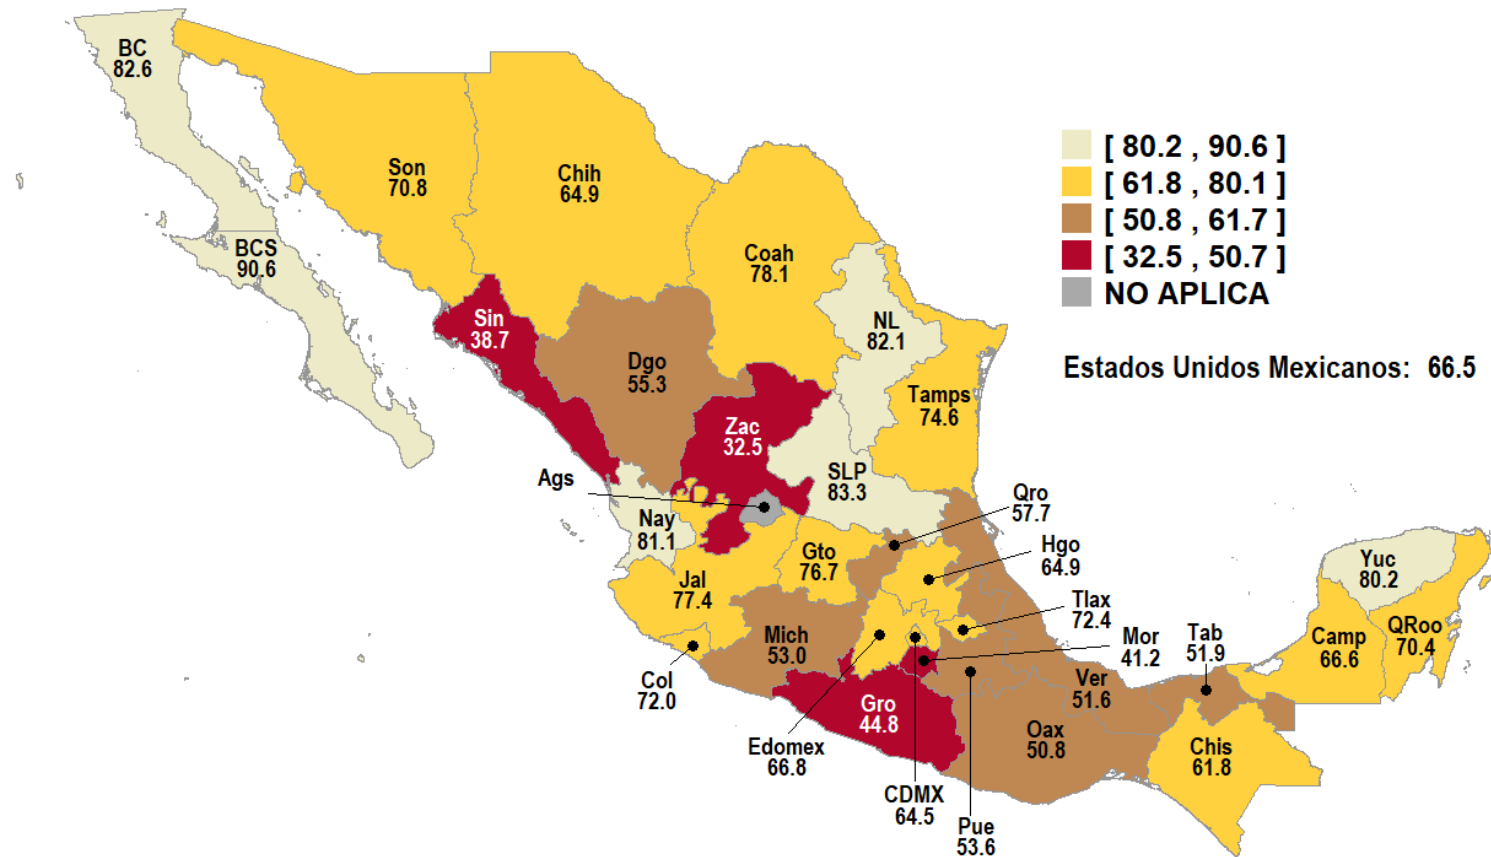 BC
82.6
Son
70.8
Chih
64.9
BCS
90.6
Coah
78.1
Sin
38.7
NL
82.1
Dgo
55.3
Tamps
74.6
Zac
32.5
Ags
SLP
83.3
Nay
81.1
Gto
76.7
Jal
77.4
Qro
57.7
Hgo
64.9
Tlax
72.4
Mor
41.2
Tab
51.9
Yuc
80.2
QRoo
70.4
Camp
66.6
Mich
53.0
Col
72.0
Gro
44.8
Ver
51.6
Oax
50.8
Chis
61.8
Edomex
66.8
CDMX
64.5
Pue
53.6
[ 80.2 , 90.6 ]
[ 61.8 , 80.1 ]
[ 50.8 , 61.7 ]
[ 32.5 , 50.7 ]
NO APLICA
Estados Unidos Mexicanos: 66.5